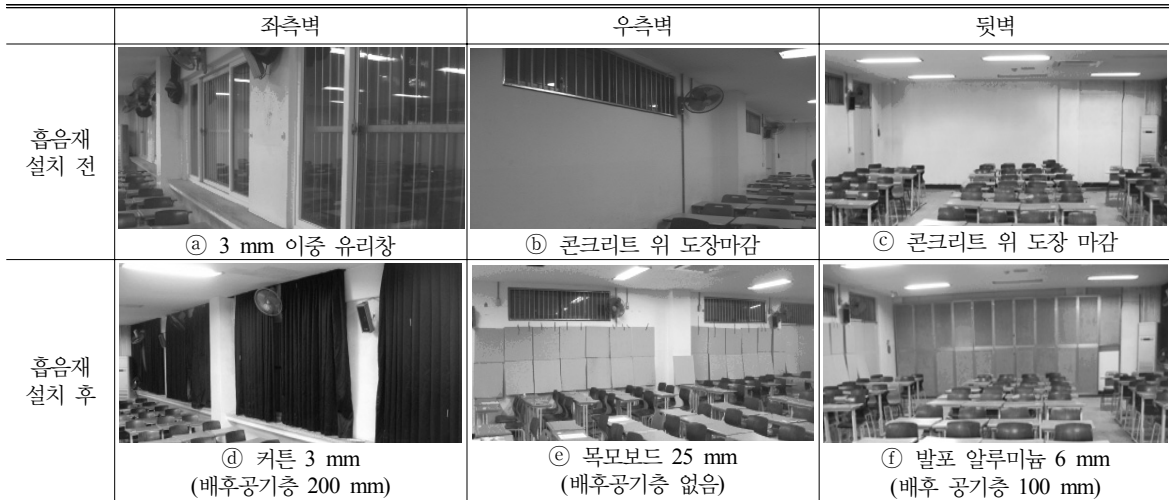 좌측벽 우측벽 뒷벽
흡음재
설치 전
ⓐ 3 mm 이중 유리창 ⓑ 콘크리트 위 도장마감 ⓒ 콘크리트 위 도장 마감
흡음재
설치 후
ⓓ 커튼 3 mm ⓔ 목모보드 25 mm ⓕ 발포 알루미늄 6 mm
(배후공기층 200 mm) (배후공기층 없음) (배후 공기층 100 mm)